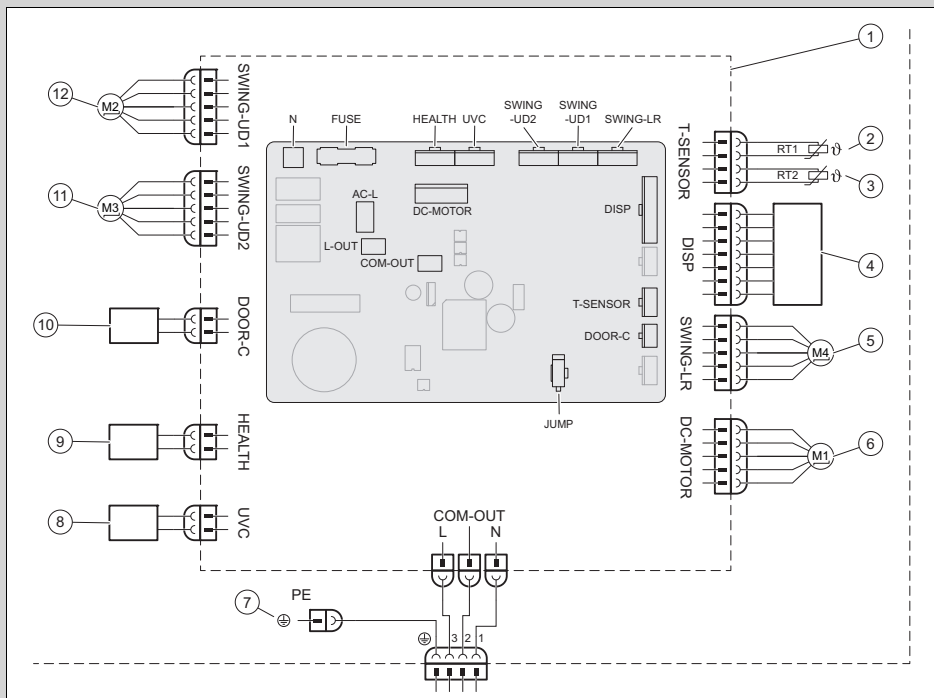 1
12
M2
SWING-UD1
N
FUSE
HEALTH
UVC
SWING
-UD2
SWING
-UD1
SWING-LR
T-SENSOR
RT1
ϑ
2
RT2
ϑ
3
AC-L
DC-MOTOR
DISP
11
M3
SWING-UD2
L-OUT
COM-OUT
DISP
4
T-SENSOR
DOOR-C
10
DOOR-C
SWING-LR
M4
5
JUMP
9
HEALTH
DC-MOTOR
M1
6
8
UVC
COM-OUT
L
N
7
PE
3
2
1